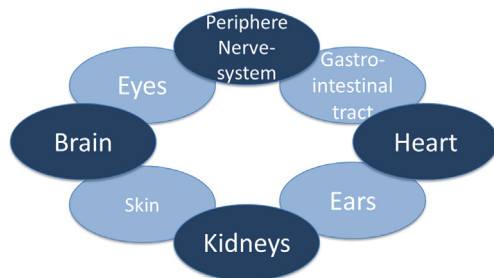 Periphere
Nerve-
system
Gastro-
intestinal
tract
Eyes
Brain
Heart
Skin
Ears
Kidneys